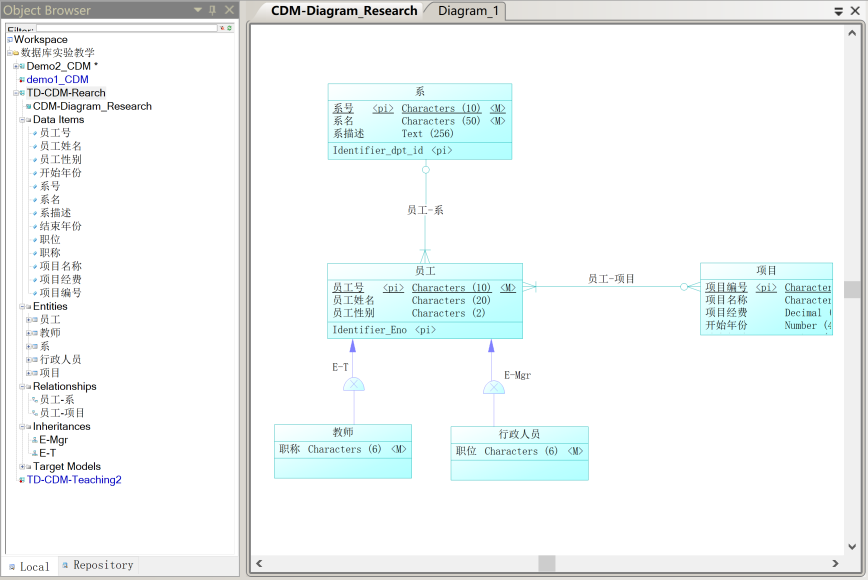 Object Browser
Filter:
Workspace
数据库实验教学
Demo2_CDM *
demo1_CDM
TD-CDM-Rearch
CDM-Diagram_Research
Data Items
员工号
员工姓名
员工性别
开始年份
系号
系名
系描述
结束年份
职位
职称
项目名称
项目经费
项目编号
Entities
员工
教师
系
行政人员
项目
Relationships
员工-系
员工-项目
Inheritances
E-Mgr
E-T
Target Models
TD-CDM-Teaching2
Local Repository
CDM-Diagram_Research Diagram_1
系
系号 <pi> Characters (10) <M>
系名 Characters (50) <M>
系描述 Text (256)
Identifier_dpt_id <pi>
员工-系
员工
员工号 <pi> Characters (10) <M>
员工姓名 Characters (20)
员工性别 Characters (2)
Identifier_Eno <pi>
员工-项目
项目
项目编号 <pi> Character
项目名称 Character
项目经费 Decimal (
开始年份 Number (4
E-T
E-Mgr
教师
职称 Characters (6) <M>
行政人员
职位 Characters (6) <M>